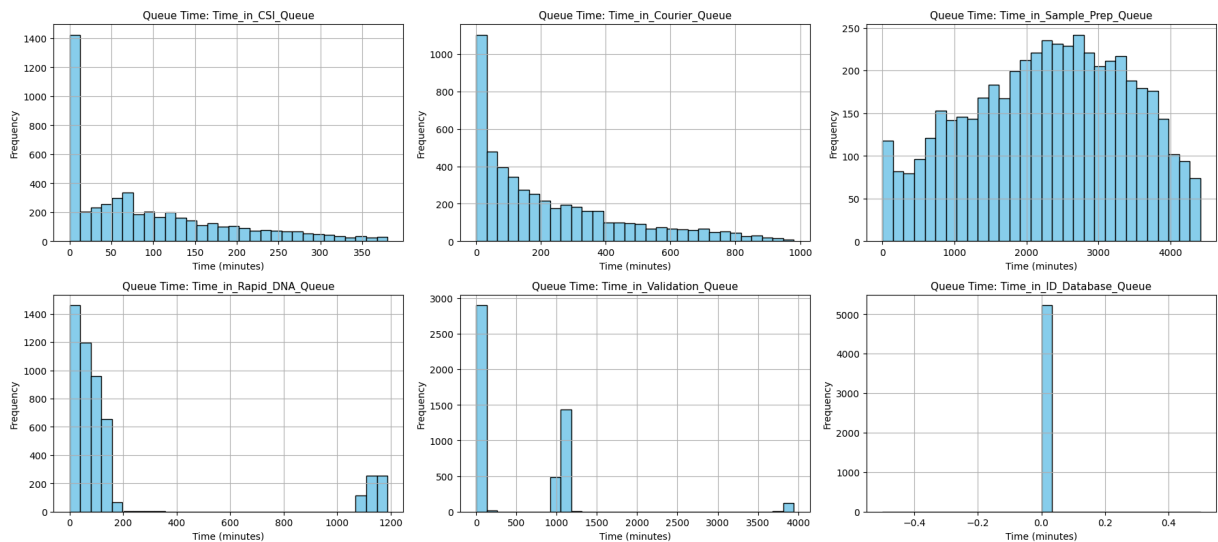 Queue Time: Time_in_CSI_Queue
1400
1200
1000
800
600
400
200
0
Frequency
0 50 100 150 200 250 300 350
Time (minutes)
Queue Time: Time_in_Courier_Queue
1000
800
600
400
200
0
Frequency
0 200 400 600 800 1000
Time (minutes)
Queue Time: Time_in_Sample_Prep_Queue
250
200
150
100
50
0
Frequency
0 1000 2000 3000 4000
Time (minutes)
Queue Time: Time_in_Rapid_DNA_Queue
1400
1200
1000
800
600
400
200
0
Frequency
0 200 400 600 800 1000 1200
Time (minutes)
Queue Time: Time_in_Validation_Queue
3000
2500
2000
1500
1000
500
0
Frequency
0 500 1000 1500 2000 2500 3000 3500 4000
Time (minutes)
Queue Time: Time_in_ID_Database_Queue
5000
4000
3000
2000
1000
0
Frequency
−0.4 −0.2 0.0 0.2 0.4
Time (minutes)